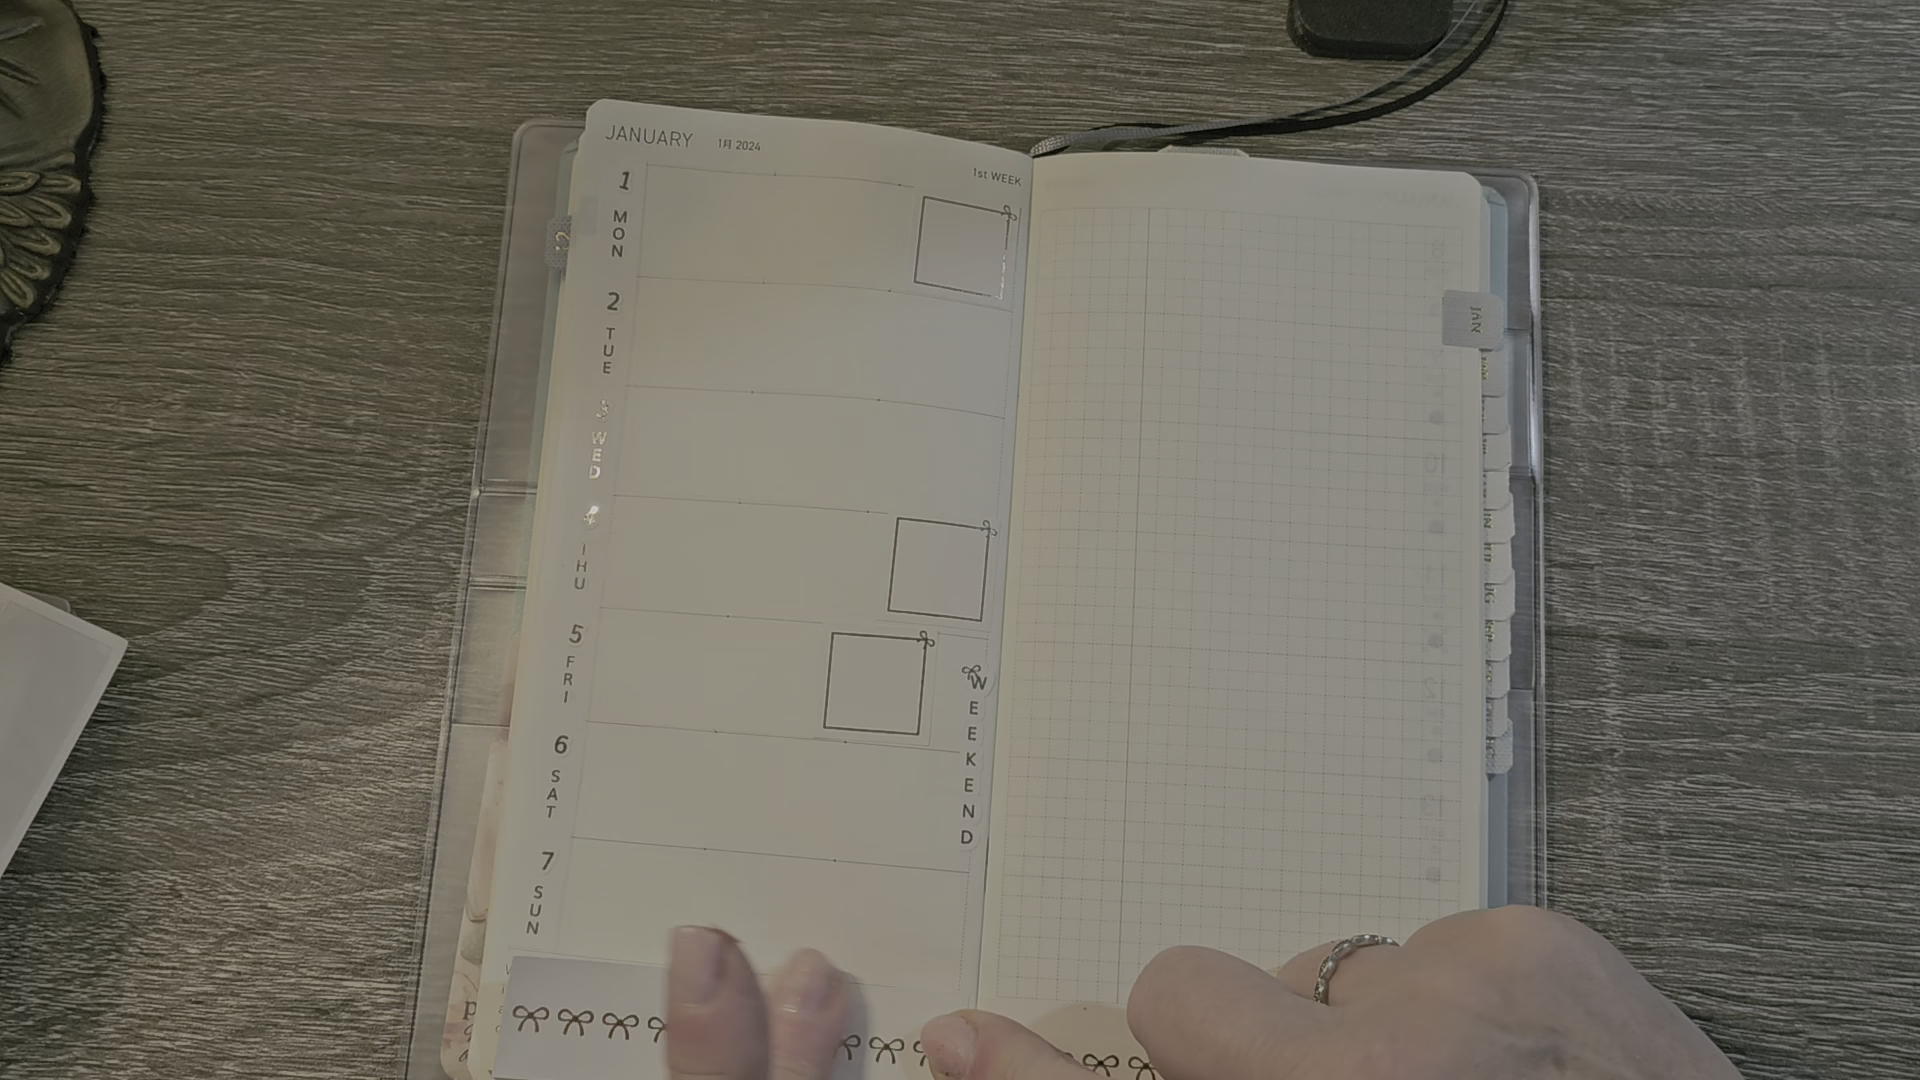 JANUARY 1月 2024
1st WEEK
1
MON
2
TUE
3
WED
4
THU
5
FRI
6
SAT
7
SUN
WEEKEND
12
JAN